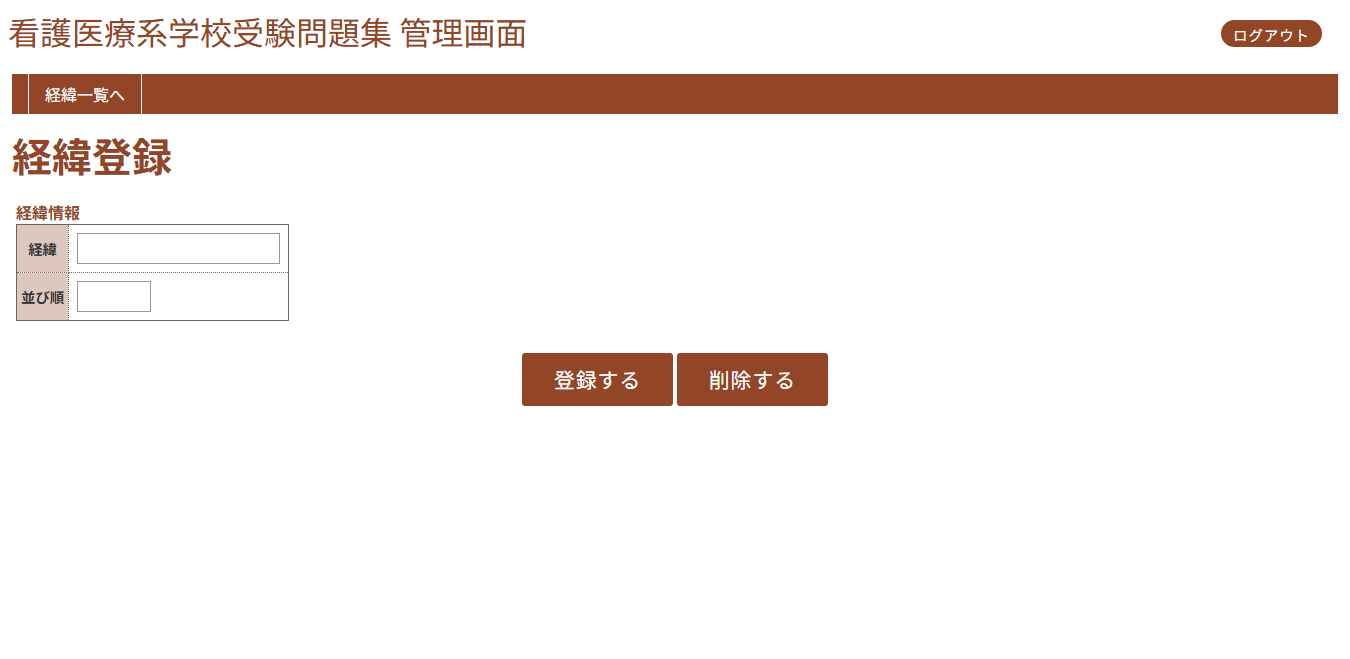 看護医療系学校受験問題集 管理画面
ログアウト
経緯一覧へ
経緯登録
経緯情報
経緯
並び順
登録する
削除する